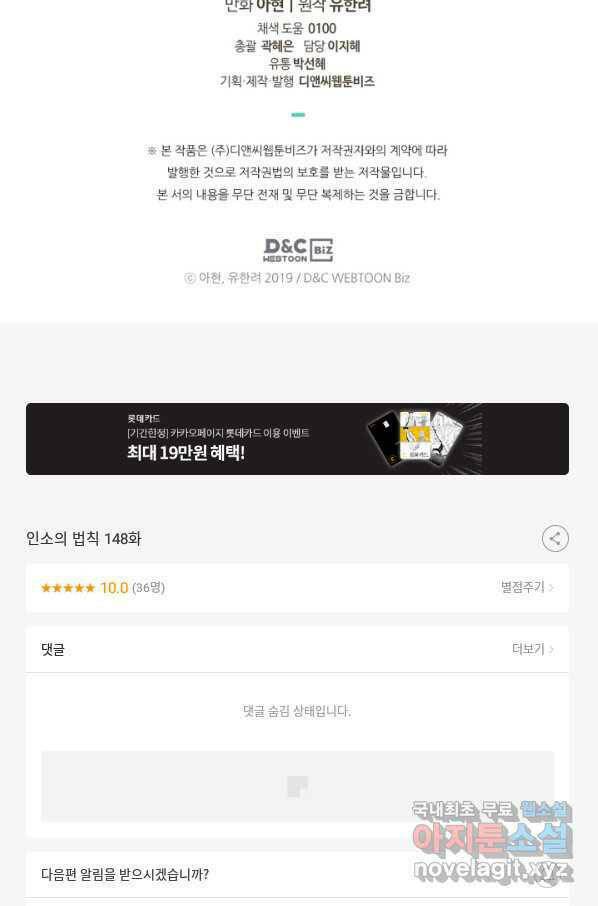 만화 아현 | 원작 유한려
채색 도움 0100
총괄 곽혜은 담당 이지혜
유통 박선혜
기획·제작·발행 디앤씨웹툰비즈
※ 본 작품은 (주)디앤씨웹툰비즈가 저작권자와의 계약에 따라
발행한 것으로 저작권법의 보호를 받는 저작물입니다.
본 서의 내용을 무단 전재 및 무단 복제하는 것을 금합니다.
D&C BIZ
WEBTOON
ⓒ 아현, 유한려 2019 / D&C WEBTOON Biz
롯데카드
[기간한정] 카카오페이지 롯데카드 이용 이벤트
최대 19만원 혜택!
인소의 법칙 148화
★★★★★ 10.0 (36명) 별점주기 >
댓글 더보기 >
댓글 숨김 상태입니다.
국내최초 무료 웹소설
아지툰소설
novelagit.xyz
다음편 알림을 받으시겠습니까?